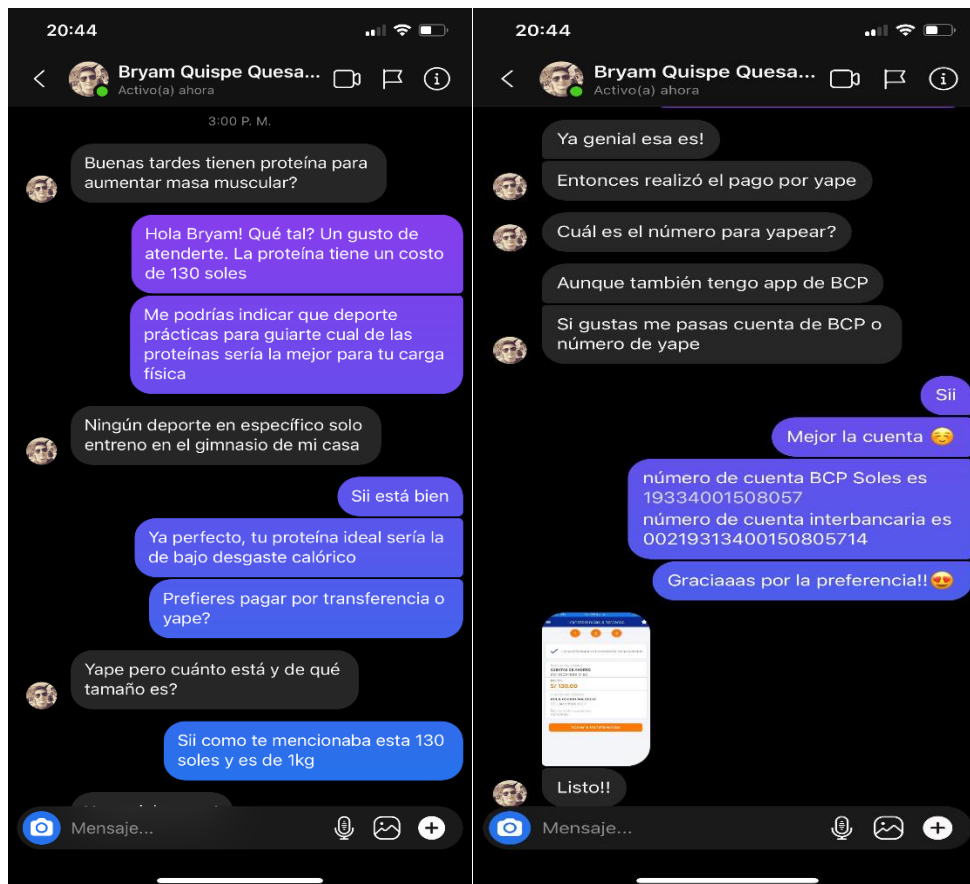 20:44
Bryam Quispe Quesa...
Activo(a) ahora
3:00 P. M.
Buenas tardes tienen proteína para
aumentar masa muscular?
Hola Bryam! Qué tal? Un gusto de
atenderte. La proteína tiene un costo
de 130 soles
Me podrías indicar que deporte
prácticas para guiarte cual de las
proteínas sería la mejor para tu carga
física
Ningún deporte en específico solo
entreno en el gimnasio de mi casa
Sii está bien
Ya perfecto, tu proteína ideal sería la
de bajo desgaste calórico
Prefieres pagar por transferencia o
yape?
Yape pero cuánto está y de qué
tamaño es?
Sii como te mencionaba esta 130
soles y es de 1kg
Mensaje...
20:44
Bryam Quispe Quesa...
Activo(a) ahora
Ya genial esa es!
Entonces realizó el pago por yape
Cuál es el número para yapear?
Aunque también tengo app de BCP
Si gustas me pasas cuenta de BCP o
número de yape
Sii
Mejor la cuenta ☺️
número de cuenta BCP Soles es
19334001508057
número de cuenta interbancaria es
00219313400150805714
Graciaaas por la preferencia!!😍
S/ 130.00
Listo!!
Mensaje...